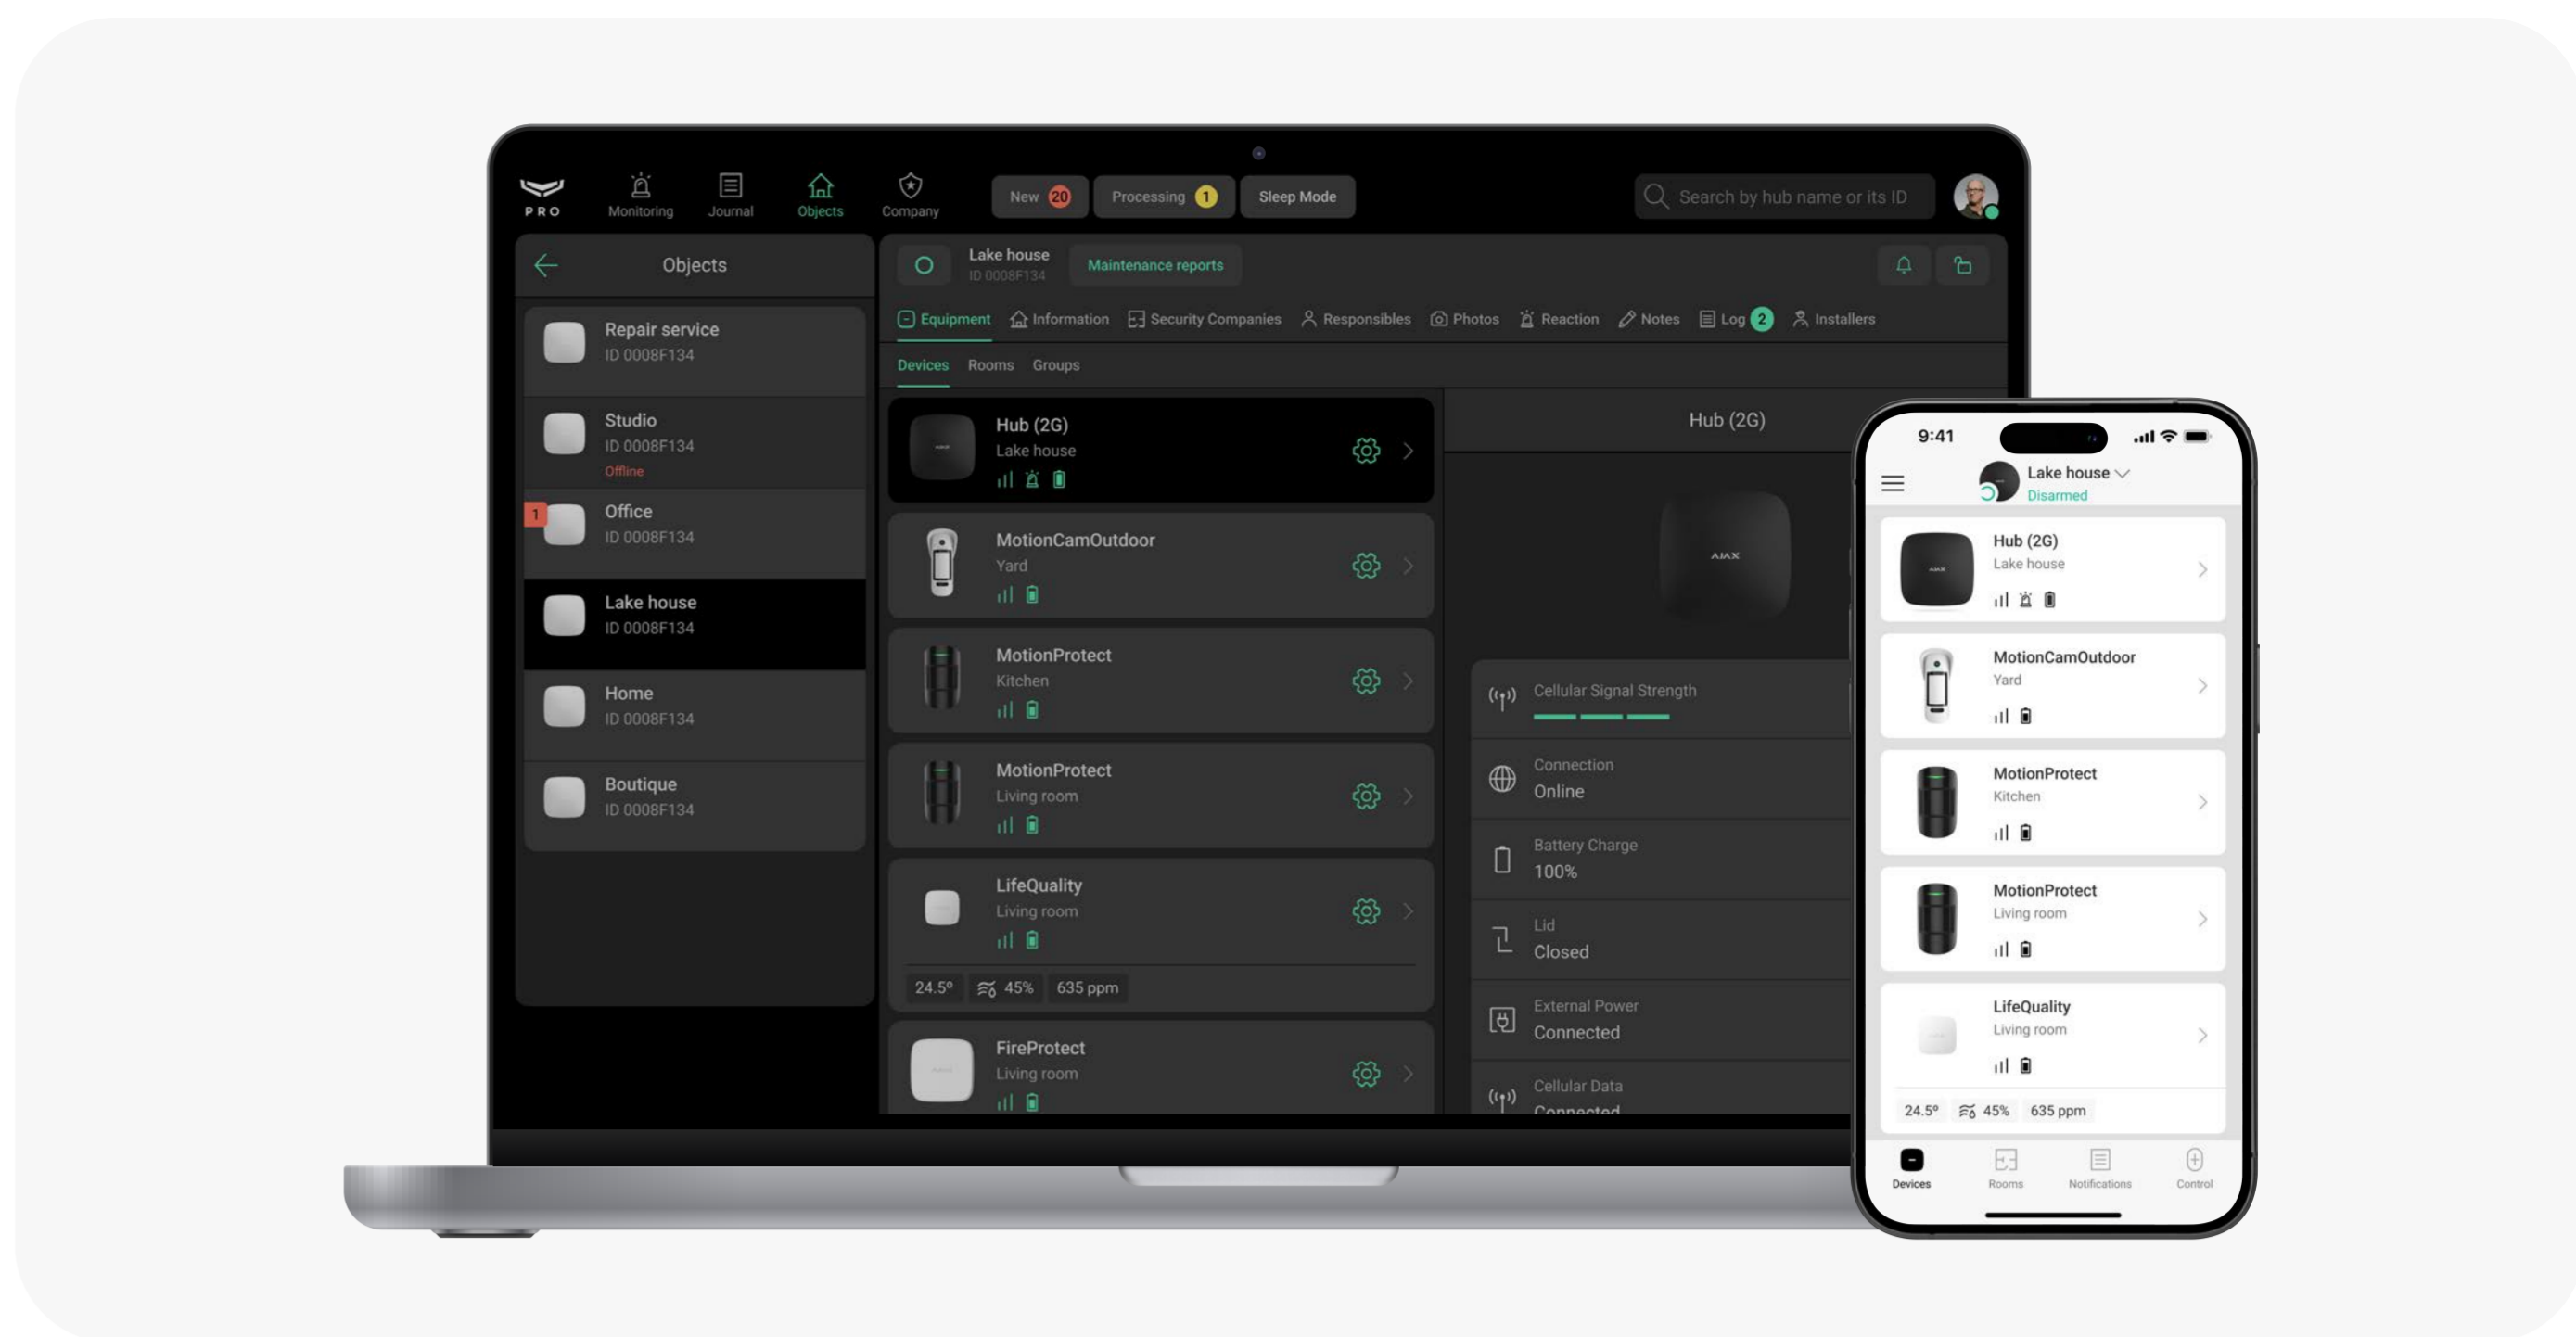 PRO
Monitoring
Journal
Objects
Company
New 20
Processing 1
Sleep Mode
Search by hub name or its ID
Objects
Repair service
ID 0008F134
Studio
ID 0008F134
Offline
1
Office
ID 0008F134
Lake house
ID 0008F134
Home
ID 0008F134
Boutique
ID 0008F134
Lake house
ID 0008F134
Maintenance reports
Equipment
Information
Security Companies
Responsibles
Photos
Reaction
Notes
Log 2
Installers
Devices
Rooms
Groups
Hub (2G)
Lake house
MotionCamOutdoor
Yard
MotionProtect
Kitchen
MotionProtect
Living room
LifeQuality
Living room
24.5°
45%
635 ppm
FireProtect
Living room
Hub (2G)
AJAX
Cellular Signal Strength
Connection
Online
Battery Charge
100%
Lid
Closed
External Power
Connected
Cellular Data
Connected
9:41
Lake house
Disarmed
AJAX
Hub (2G)
Lake house
MotionCamOutdoor
Yard
MotionProtect
Kitchen
MotionProtect
Living room
LifeQuality
Living room
24.5°
45%
635 ppm
Devices
Rooms
Notifications
Control